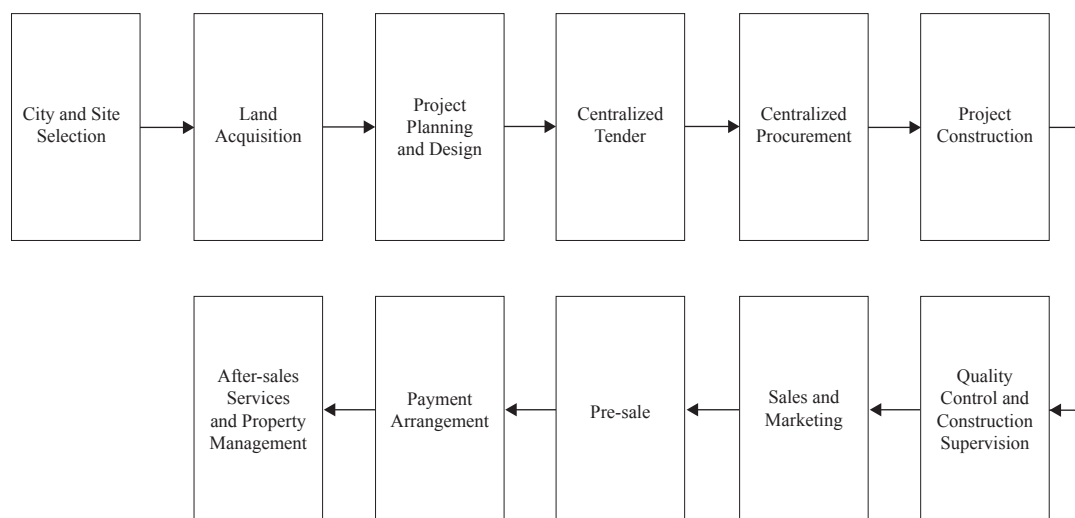 City and Site
Selection
Land
Acquisition
Project
Planning
and Design
Centralized
Tender
Centralized
Procurement
Project
Construction
Quality
Control and
Construction
Supervision
Sales and
Marketing
Pre-sale
Payment
Arrangement
After-sales
Services
and Property
Management